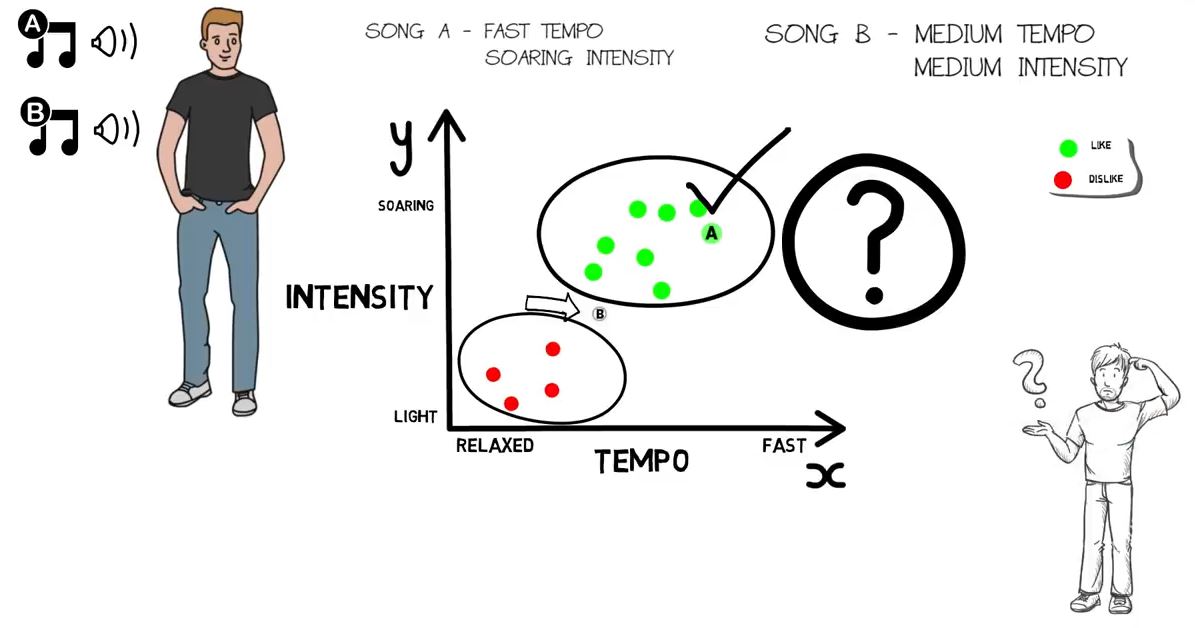 A
B
SONG A - FAST TEMPO
SOARING INTENSITY
SONG B - MEDIUM TEMPO
MEDIUM INTENSITY
LIKE
DISLIKE
y
SOARING
INTENSITY
LIGHT
A
B
?
?
RELAXED
TEMPO
FAST
x